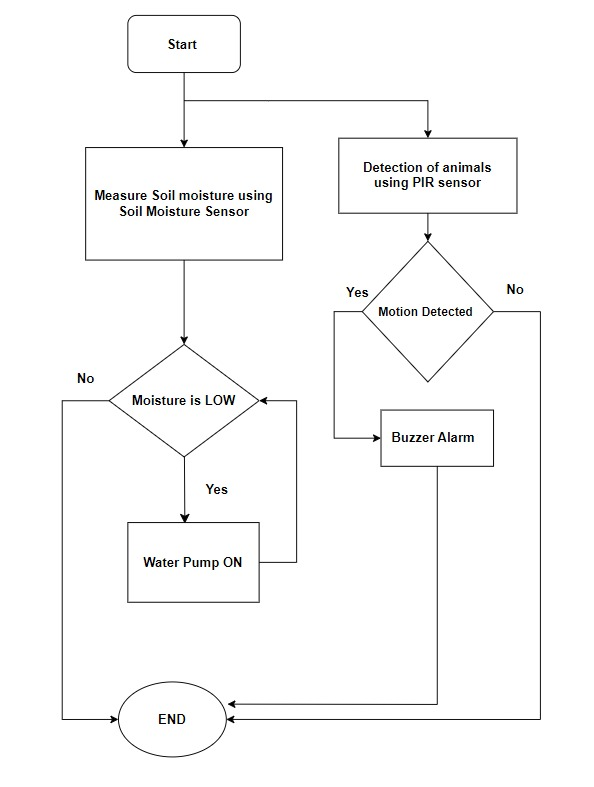 Start
Measure Soil moisture using
Soil Moisture Sensor
Detection of animals
using PIR sensor
Yes
No
Motion Detected
No
Moisture is LOW
Buzzer Alarm
Yes
Water Pump ON
END